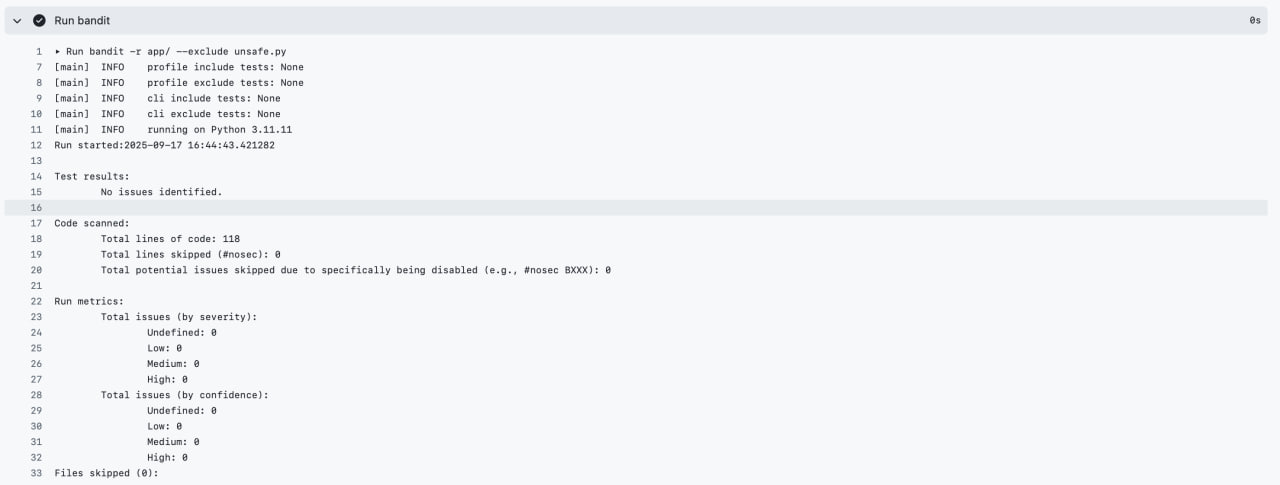 Run bandit 0s
1 ▸ Run bandit -r app/ --exclude unsafe.py
7 [main] INFO profile include tests: None
8 [main] INFO profile exclude tests: None
9 [main] INFO cli include tests: None
10 [main] INFO cli exclude tests: None
11 [main] INFO running on Python 3.11.11
12 Run started:2025-09-17 16:44:43.421282
13
14 Test results:
15 No issues identified.
16
17 Code scanned:
18 Total lines of code: 118
19 Total lines skipped (#nosec): 0
20 Total potential issues skipped due to specifically being disabled (e.g., #nosec BXXX): 0
21
22 Run metrics:
23 Total issues (by severity):
24 Undefined: 0
25 Low: 0
26 Medium: 0
27 High: 0
28 Total issues (by confidence):
29 Undefined: 0
30 Low: 0
31 Medium: 0
32 High: 0
33 Files skipped (0):